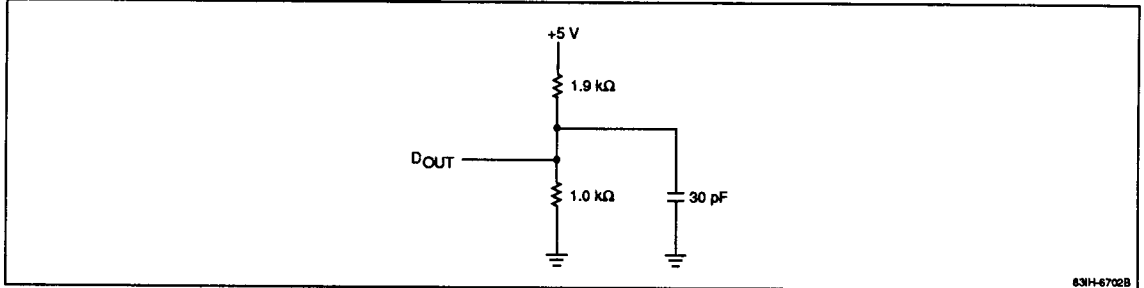 +5 V
1.9 kΩ
DOUT
1.0 kΩ
30 pF
83IH-6702B